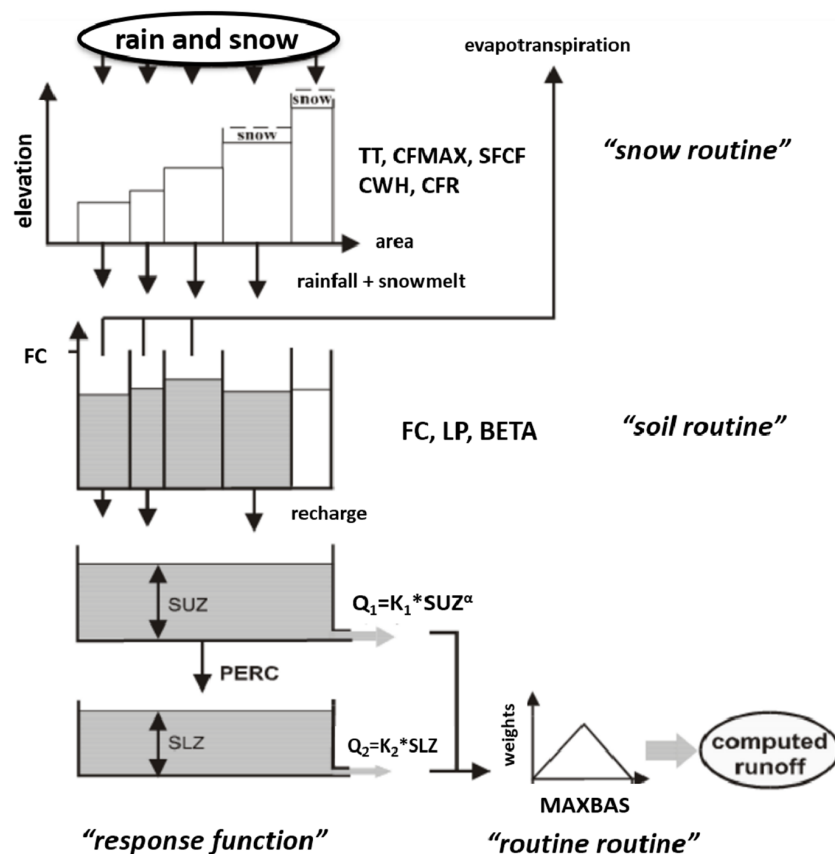 rain and snow
evapotranspiration
snow
snow
elevation
TT, CFMAX, SFCF
CWH, CFR
"snow routine"
area
rainfall + snowmelt
FC
FC, LP, BETA
"soil routine"
recharge
SUZ
Q₁=K₁*SUZᵅ
PERC
SLZ
Q₂=K₂*SLZ
weights
MAXBAS
computed
runoff
"response function"
"routine routine"